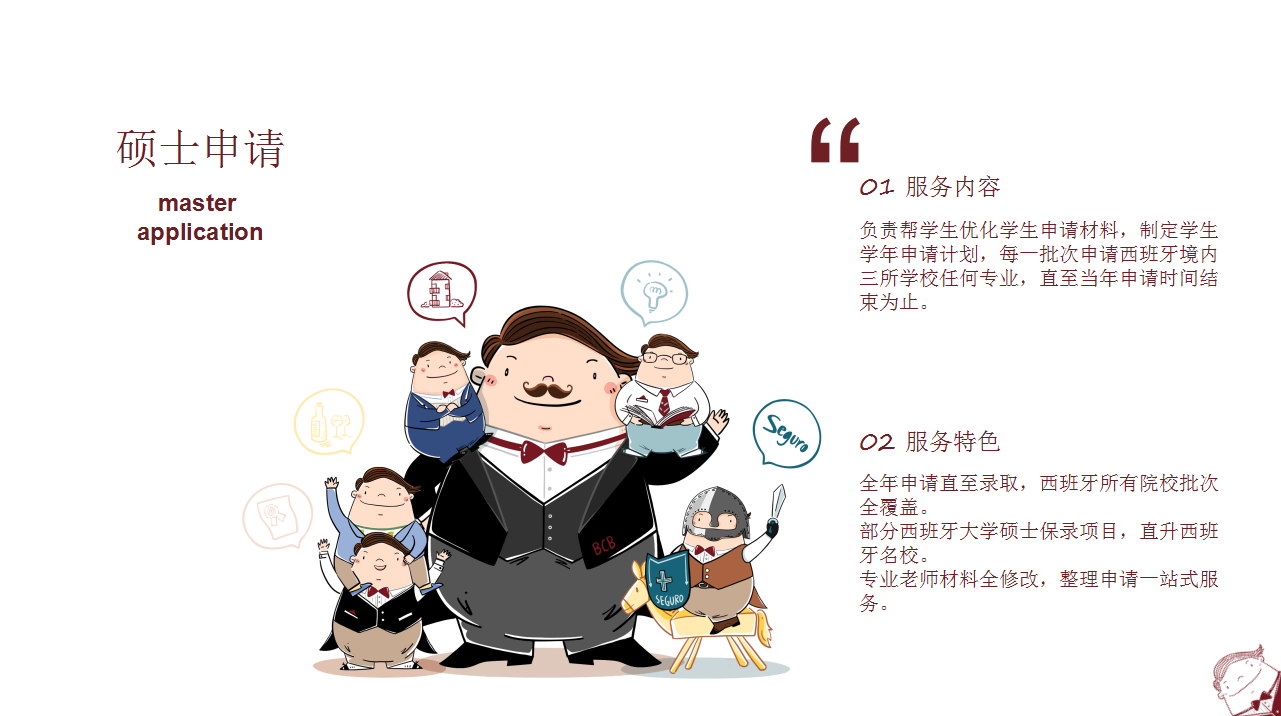 硕士申请
master
application
01 服务内容
负责帮学生优化学生申请材料，制定学生
学年申请计划，每一批次申请西班牙境内
三所学校任何专业，直至当年申请时间结
束为止。
Seguro
BCB
SEGURO
02 服务特色
全年申请直至录取，西班牙所有院校批次
全覆盖。
部分西班牙大学硕士保录项目，直升西班
牙名校。
专业老师材料全修改，整理申请一站式服
务。